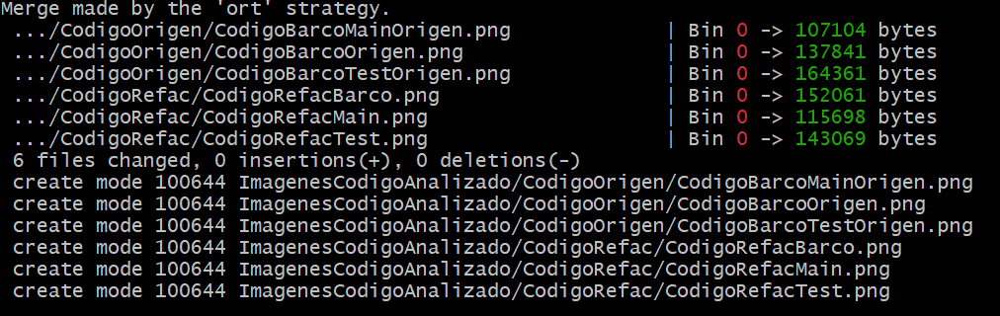 Merge made by the 'ort' strategy.
 .../CodigoOrigen/CodigoBarcoMainOrigen.png | Bin 0 -> 107104 bytes
 .../CodigoOrigen/CodigoBarcoOrigen.png | Bin 0 -> 137841 bytes
 .../CodigoOrigen/CodigoBarcoTestOrigen.png | Bin 0 -> 164361 bytes
 .../CodigoRefac/CodigoRefacBarco.png | Bin 0 -> 152061 bytes
 .../CodigoRefac/CodigoRefacMain.png | Bin 0 -> 115698 bytes
 .../CodigoRefac/CodigoRefacTest.png | Bin 0 -> 143069 bytes
 6 files changed, 0 insertions(+), 0 deletions(-)
 create mode 100644 ImagenesCodigoAnalizado/CodigoOrigen/CodigoBarcoMainOrigen.png
 create mode 100644 ImagenesCodigoAnalizado/CodigoOrigen/CodigoBarcoOrigen.png
 create mode 100644 ImagenesCodigoAnalizado/CodigoOrigen/CodigoBarcoTestOrigen.png
 create mode 100644 ImagenesCodigoAnalizado/CodigoRefac/CodigoRefacBarco.png
 create mode 100644 ImagenesCodigoAnalizado/CodigoRefac/CodigoRefacMain.png
 create mode 100644 ImagenesCodigoAnalizado/CodigoRefac/CodigoRefacTest.png